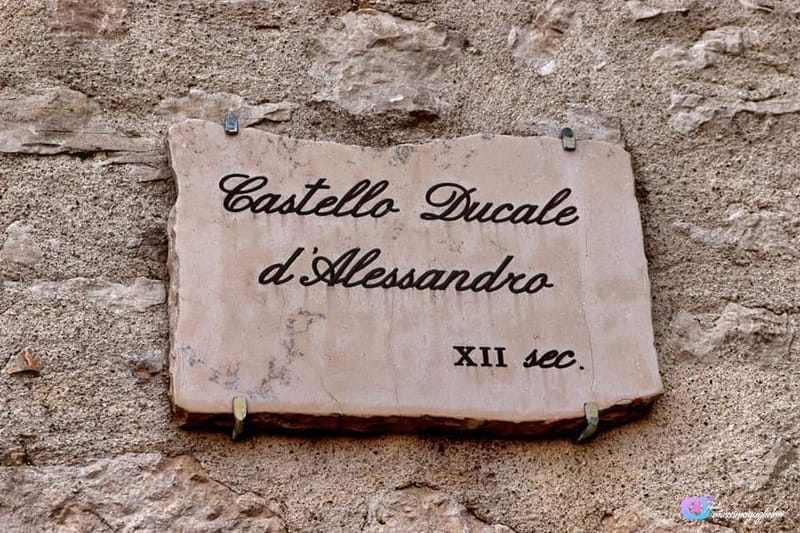 Castello Ducale
d'Alessandro
XII sec.